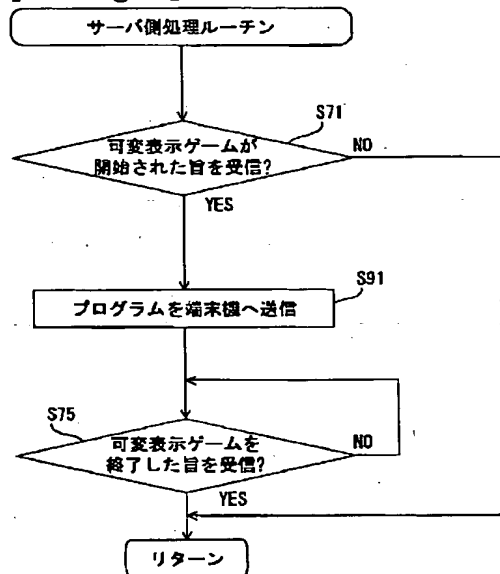 サーバ側処理ルーチン
S71
可変表示ゲームが
開始された旨を受信?
NO
YES
S91
プログラムを端末機へ送信
S75
可変表示ゲームを
終了した旨を受信?
NO
YES
リターン